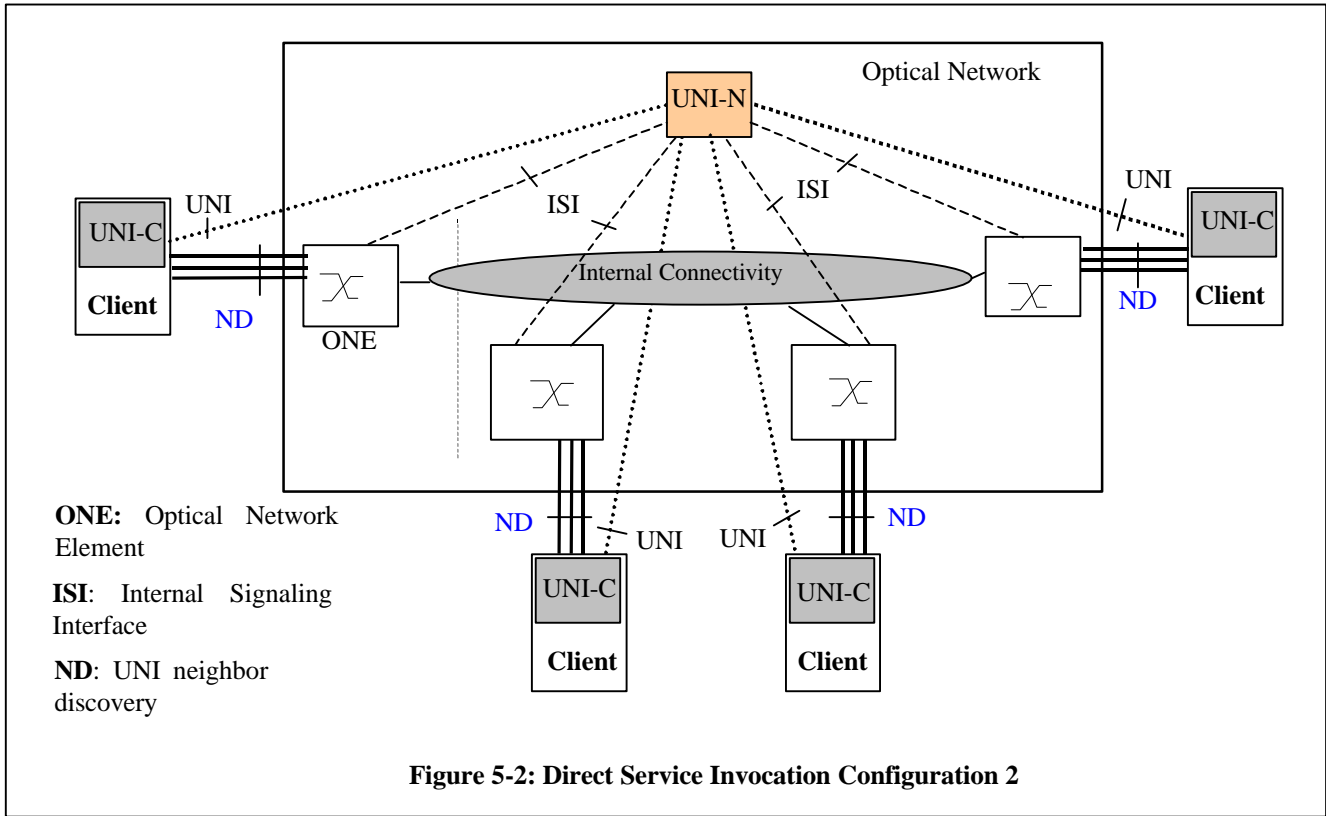 Optical Network
UNI-N
ISI
ISI
UNI
UNI
UNI-C
Client
ND
ONE
Internal Connectivity
UNI-C
Client
ND
ND
UNI
UNI
ND
UNI-C
Client
UNI-C
Client
ONE: Optical Network
Element
ISI: Internal Signaling
Interface
ND: UNI neighbor
discovery
Figure 5-2: Direct Service Invocation Configuration 2